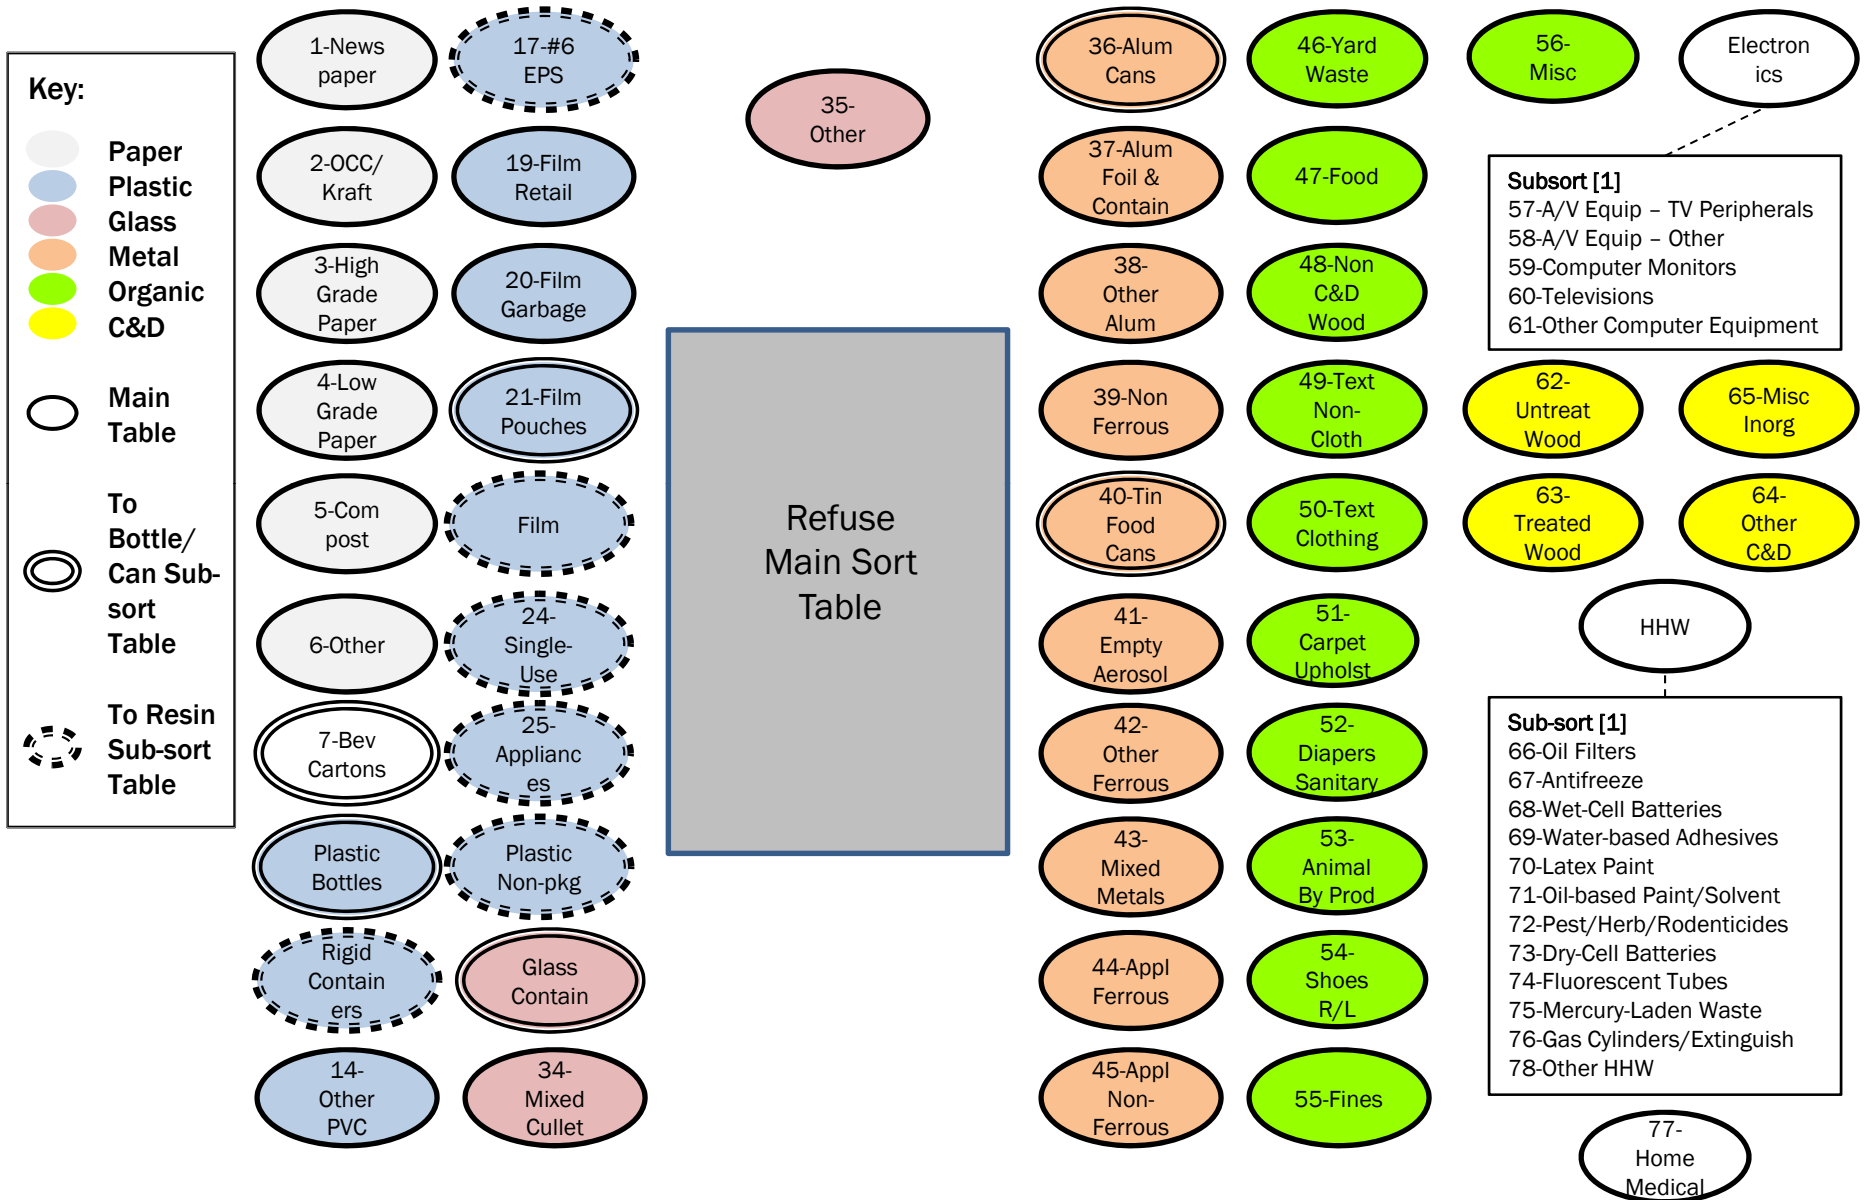 Key:
Paper
Plastic
Glass
Metal
Organic
C&D
Main
Table
To
Bottle/
Can Sub-
sort
Table
To Resin
Sub-sort
Table
1-News
paper
2-OCC/
Kraft
3-High
Grade
Paper
4-Low
Grade
Paper
5-Com
post
6-Other
7-Bev
Cartons
Plastic
Bottles
Rigid
Contain
ers
14-
Other
PVC
17-#6
EPS
19-Film
Retail
20-Film
Garbage
21-Film
Pouches
Film
24-
Single-
Use
25-
Applianc
es
Plastic
Non-pkg
Glass
Contain
34-
Mixed
Cullet
35-
Other
Refuse
Main Sort
Table
36-Alum
Cans
37-Alum
Foil &
Contain
38-
Other
Alum
39-Non
Ferrous
40-Tin
Food
Cans
41-
Empty
Aerosol
42-
Other
Ferrous
43-
Mixed
Metals
44-Appl
Ferrous
45-Appl
Non-
Ferrous
46-Yard
Waste
47-Food
48-Non
C&D
Wood
49-Text
Non-
Cloth
50-Text
Clothing
51-
Carpet
Upholst
52-
Diapers
Sanitary
53-
Animal
By Prod
54-
Shoes
R/L
55-Fines
56-
Misc
Electron
ics
Subsort [1]
57-A/V Equip – TV Peripherals
58-A/V Equip – Other
59-Computer Monitors
60-Televisions
61-Other Computer Equipment
62-
Untreat
Wood
65-Misc
Inorg
63-
Treated
Wood
64-
Other
C&D
HHW
Sub-sort [1]
66-Oil Filters
67-Antifreeze
68-Wet-Cell Batteries
69-Water-based Adhesives
70-Latex Paint
71-Oil-based Paint/Solvent
72-Pest/Herb/Rodenticides
73-Dry-Cell Batteries
74-Fluorescent Tubes
75-Mercury-Laden Waste
76-Gas Cylinders/Extinguish
78-Other HHW
77-
Home
Medical